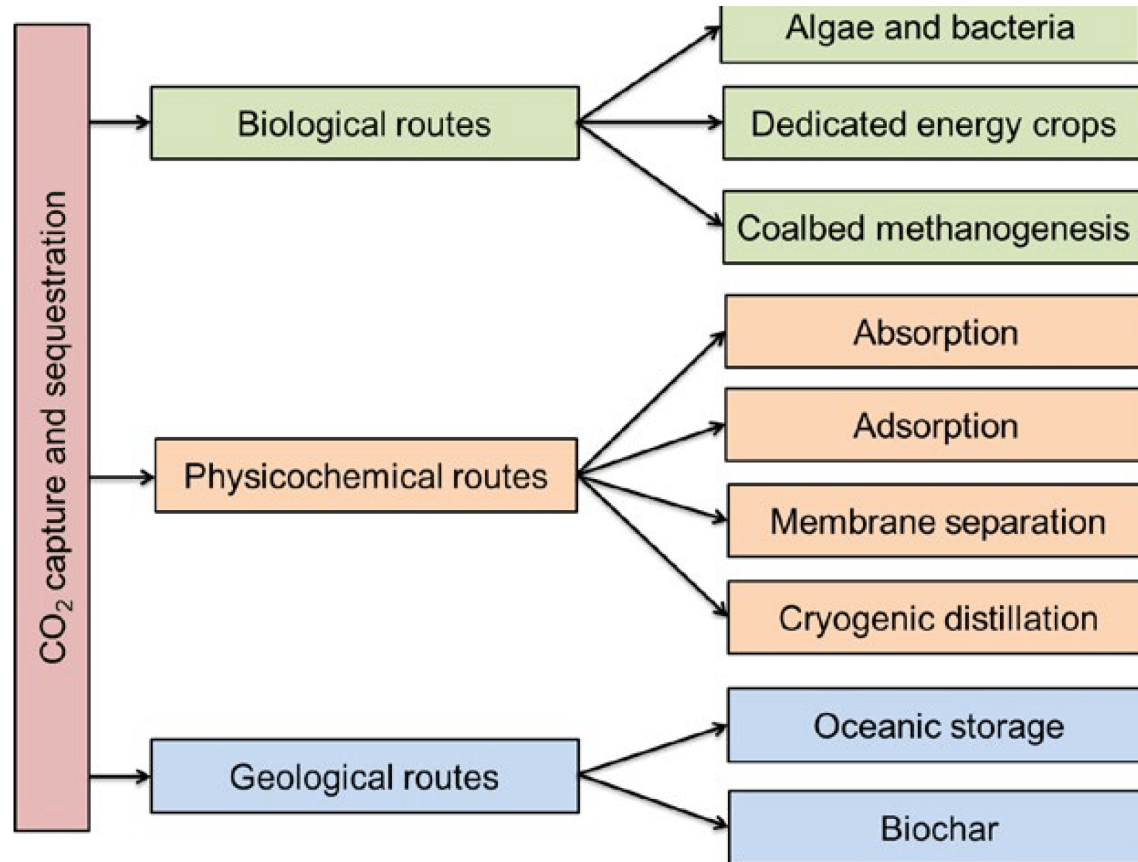 CO₂ capture and sequestration
Biological routes
Algae and bacteria
Dedicated energy crops
Coalbed methanogenesis
Physicochemical routes
Absorption
Adsorption
Membrane separation
Cryogenic distillation
Geological routes
Oceanic storage
Biochar